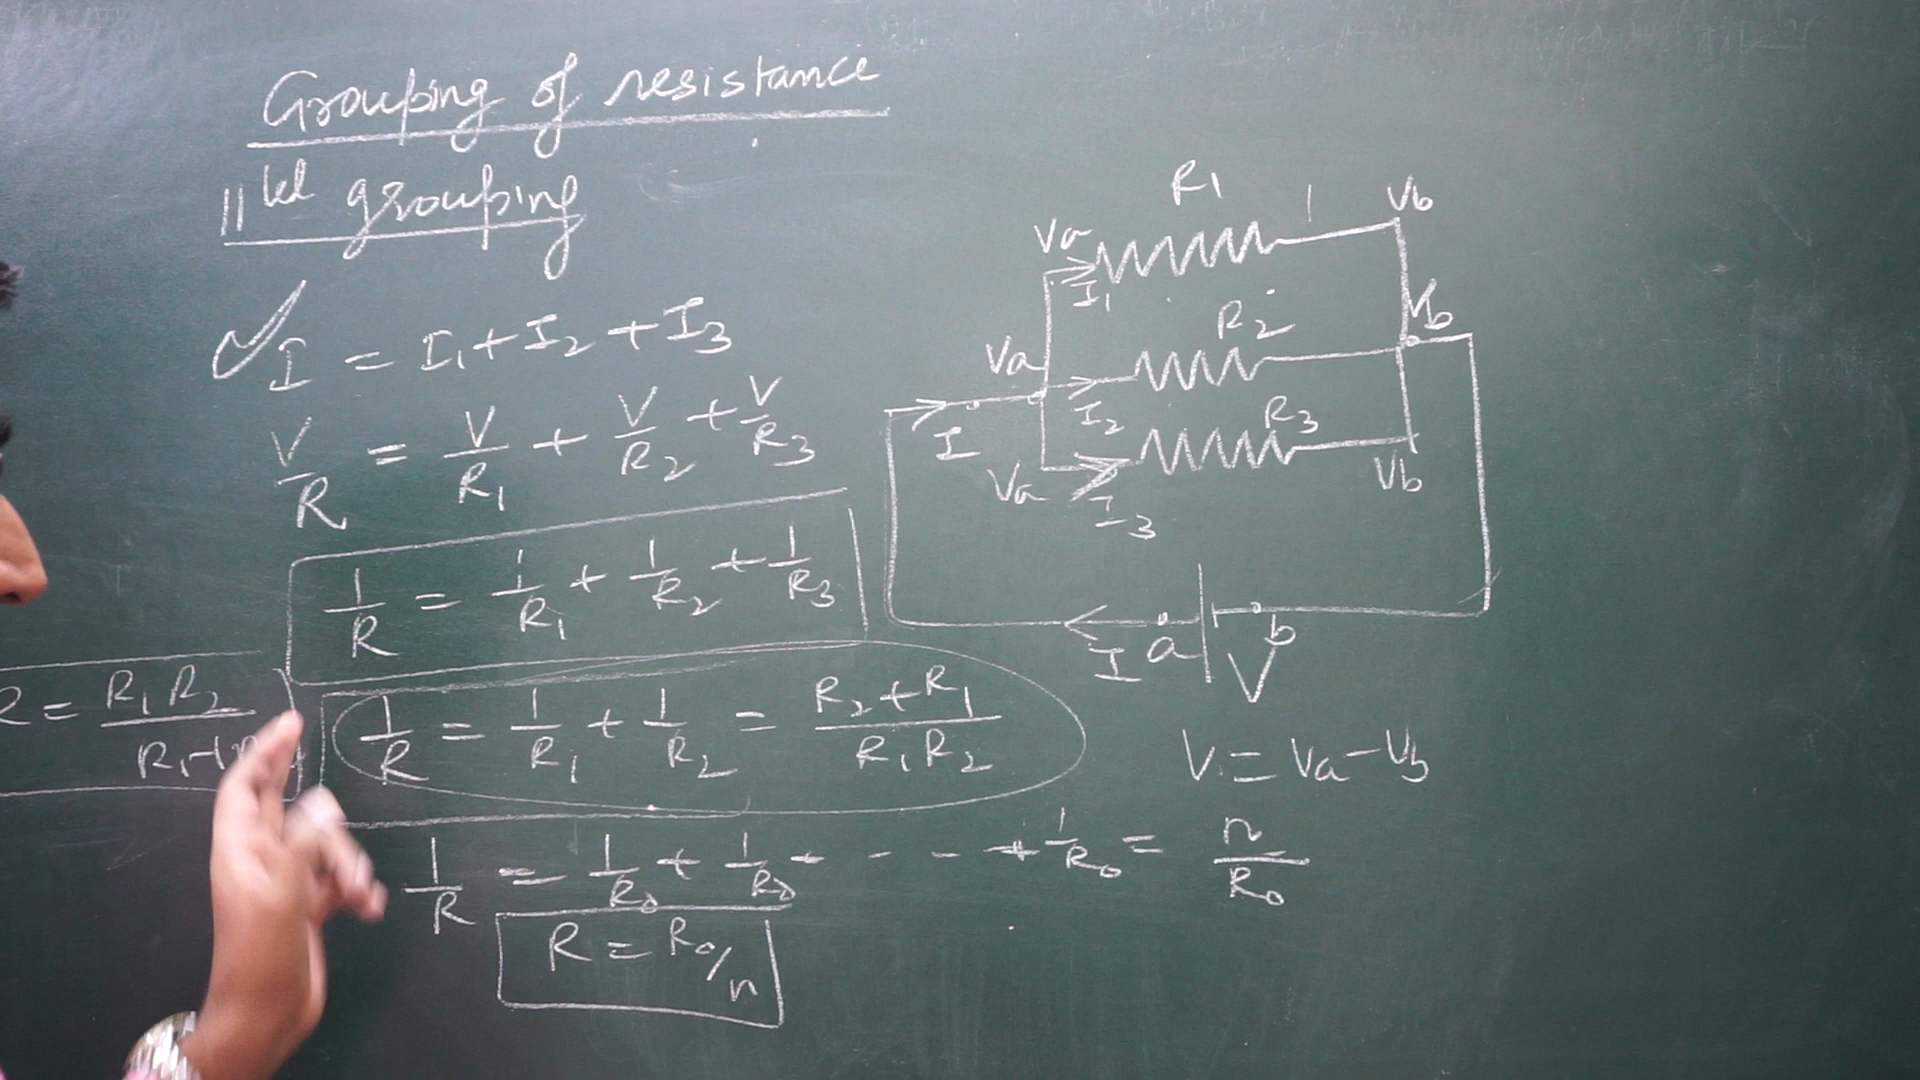 Grouping of resistance
||lel grouping
✓ I = I₁ + I₂ + I₃
V/R = V/R₁ + V/R₂ + V/R₃
1/R = 1/R₁ + 1/R₂ + 1/R₃
1/R = 1/R₁ + 1/R₂ = (R₂ + R₁)/(R₁R₂)
1/R = 1/R₀ + 1/R₀ + - - - + 1/R₀ = n/R₀
R = R₀/n
R = R₁R₂
R₁ +
R₁ Vb
Va
I₁
R₂ Vb
Va
I I₂ R₃
Va Vb
I₃
I a b
V
V = Va - Vb